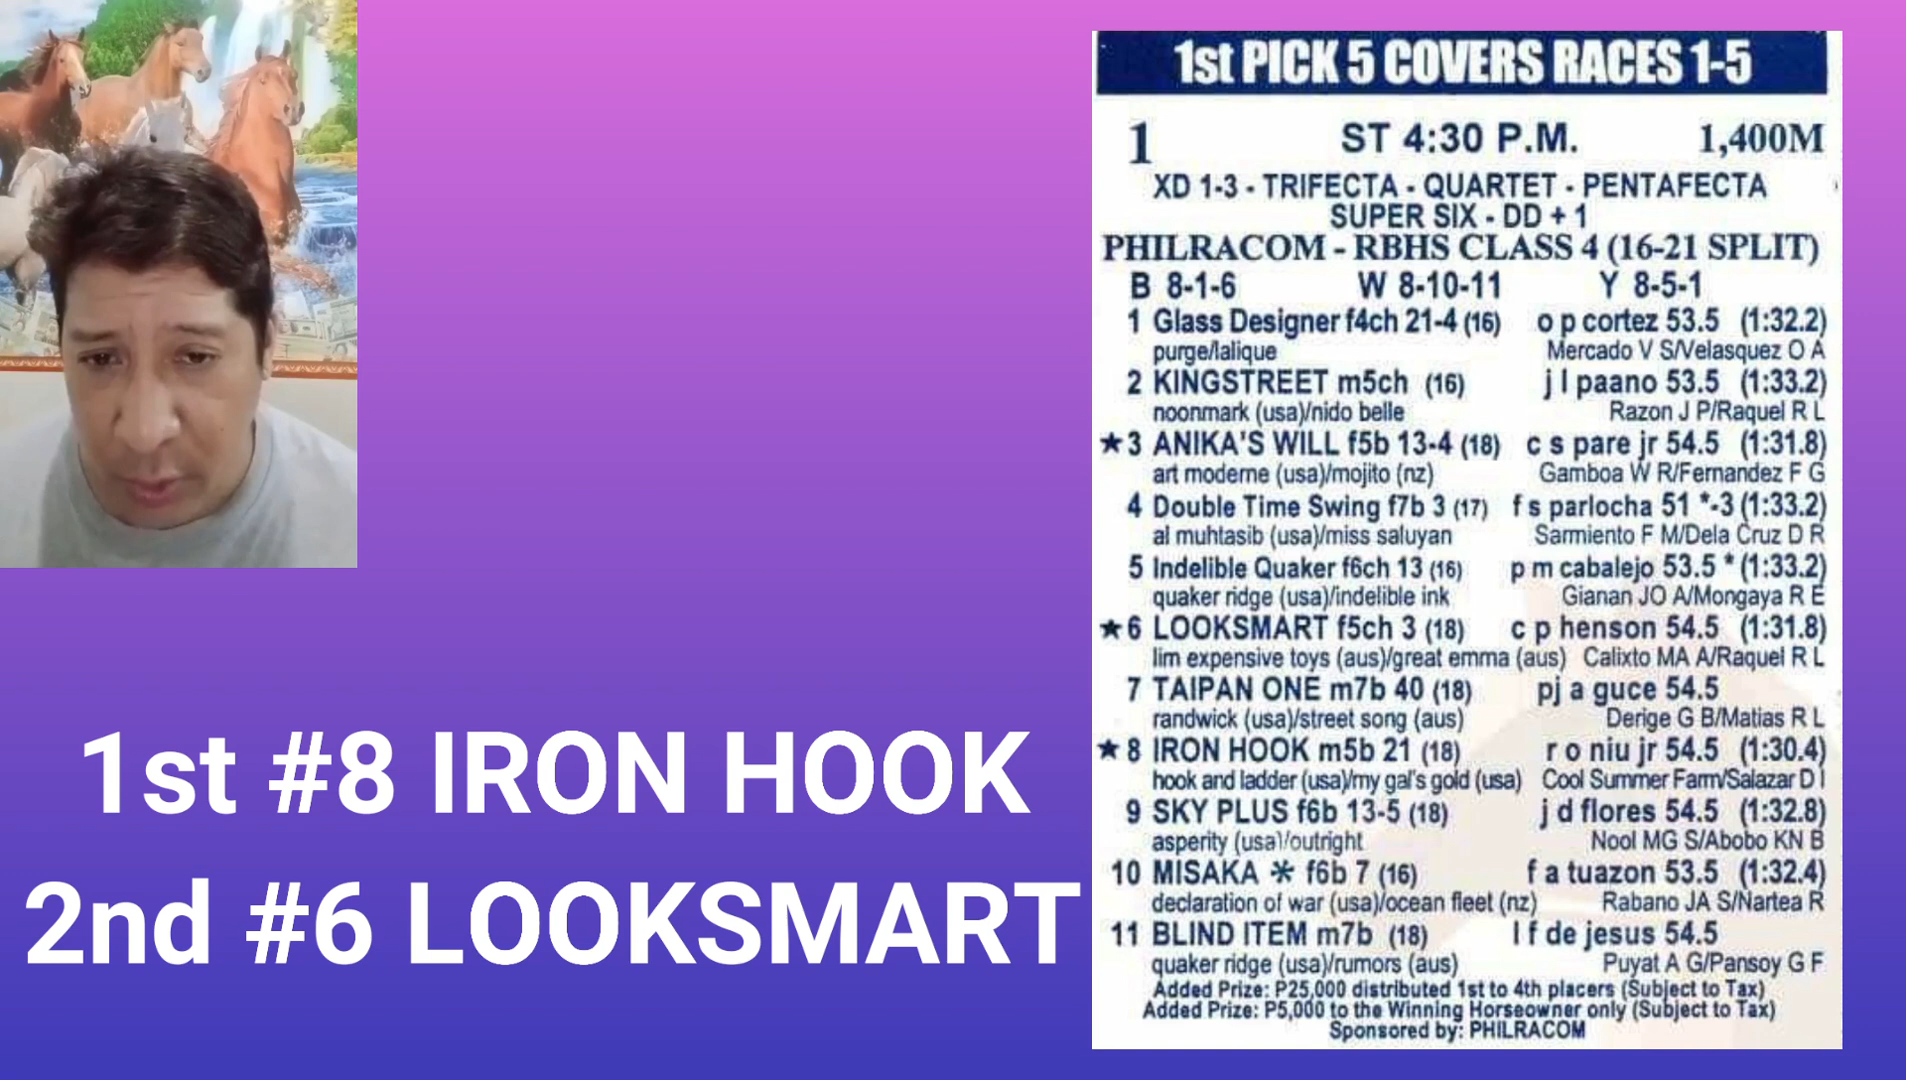 1st #8 IRON HOOK
2nd #6 LOOKSMART
1st PICK 5 COVERS RACES 1-5
1 ST 4:30 P.M. 1,400M
XD 1-3 - TRIFECTA - QUARTET - PENTAFECTA
SUPER SIX - DD + 1
PHILRACOM - RBHS CLASS 4 (16-21 SPLIT)
B 8-1-6 W 8-10-11 Y 8-5-1
1 Glass Designer f4ch 21-4 (16) o p cortez 53.5 (1:32.2)
purge/lalique Mercado V S/Velasquez O A
2 KINGSTREET m5ch (16) j l paano 53.5 (1:33.2)
noonmark (usa)/nido belle Razon J P/Raquel R L
★3 ANIKA'S WILL f5b 13-4 (18) c s pare jr 54.5 (1:31.8)
art moderne (usa)/mojito (nz) Gamboa W R/Fernandez F G
4 Double Time Swing f7b 3 (17) f s parlocha 51 *-3 (1:33.2)
al muhtasib (usa)/miss saluyan Sarmiento F M/Dela Cruz D R
5 Indelible Quaker f6ch 13 (16) p m cabalejo 53.5 * (1:33.2)
quaker ridge (usa)/indelible ink Gianan JO A/Mongaya R E
★6 LOOKSMART f5ch 3 (18) c p henson 54.5 (1:31.8)
lim expensive toys (aus)/great emma (aus) Calixto MA A/Raquel R L
7 TAIPAN ONE m7b 40 (18) pj a guce 54.5
randwick (usa)/street song (aus) Derige G B/Matias R L
★8 IRON HOOK m5b 21 (18) r o niu jr 54.5 (1:30.4)
hook and ladder (usa)/my gal's gold (usa) Cool Summer Farm/Salazar D I
9 SKY PLUS f6b 13-5 (18) j d flores 54.5 (1:32.8)
asperity (usa)/outright Nool MG S/Abobo KN B
10 MISAKA * f6b 7 (16) f a tuazon 53.5 (1:32.4)
declaration of war (usa)/ocean fleet (nz) Rabano JA S/Nartea R
11 BLIND ITEM m7b (18) l f de jesus 54.5
quaker ridge (usa)/rumors (aus) Puyat A G/Pansoy G F
Added Prize: P25,000 distributed 1st to 4th placers (Subject to Tax)
Added Prize: P5,000 to the Winning Horseowner only (Subject to Tax)
Sponsored by: PHILRACOM